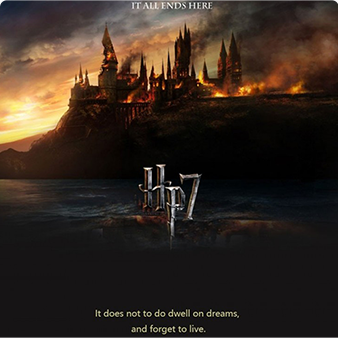 IT ALL ENDS HERE
Hp7
It does not to do dwell on dreams,
and forget to live.